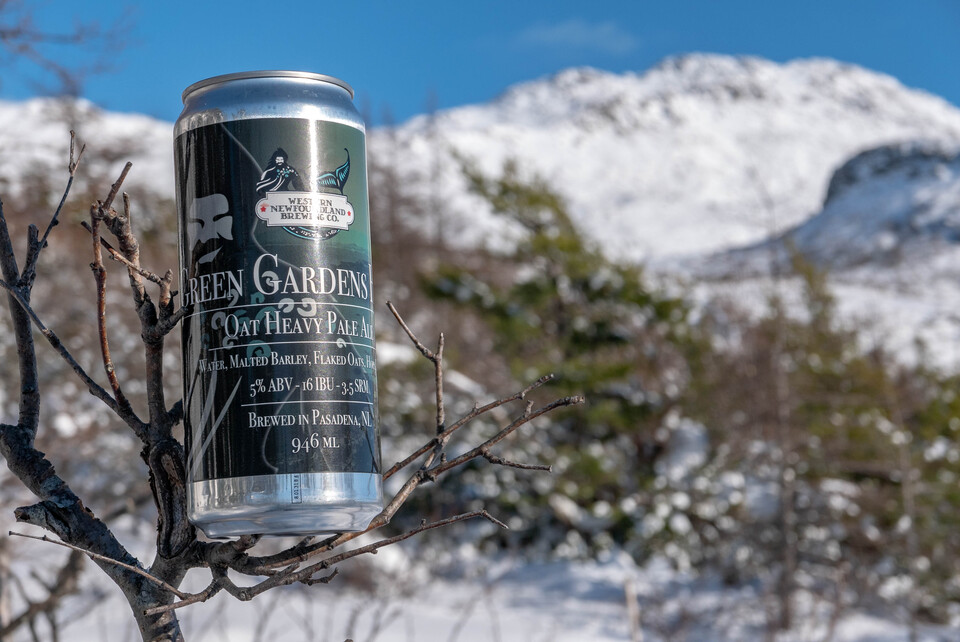 WESTERN
NEWFOUNDLAND
BREWING CO.
GREEN GARDENS
OAT HEAVY PALE
WATER, MALTED BARLEY, FLAKED OATS,
5% ABV - 16 IBU - 3.5 SRM
BREWED IN PASADENA, NL
946 ML